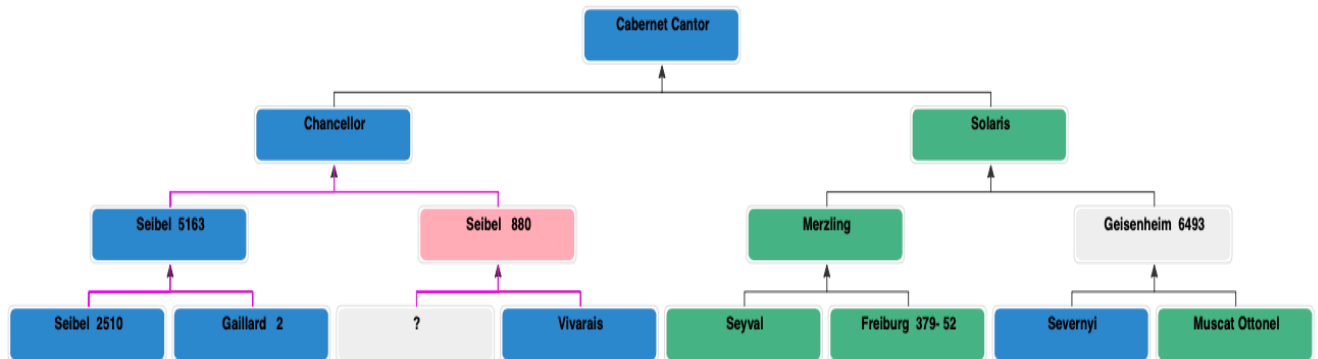 Cabernet Cantor
Chancellor
Solaris
Seibel 5163
Seibel 880
Merzling
Geisenheim 6493
Seibel 2510
Gaillard 2
?
Vivarais
Seyval
Freiburg 379- 52
Severnyi
Muscat Ottonel